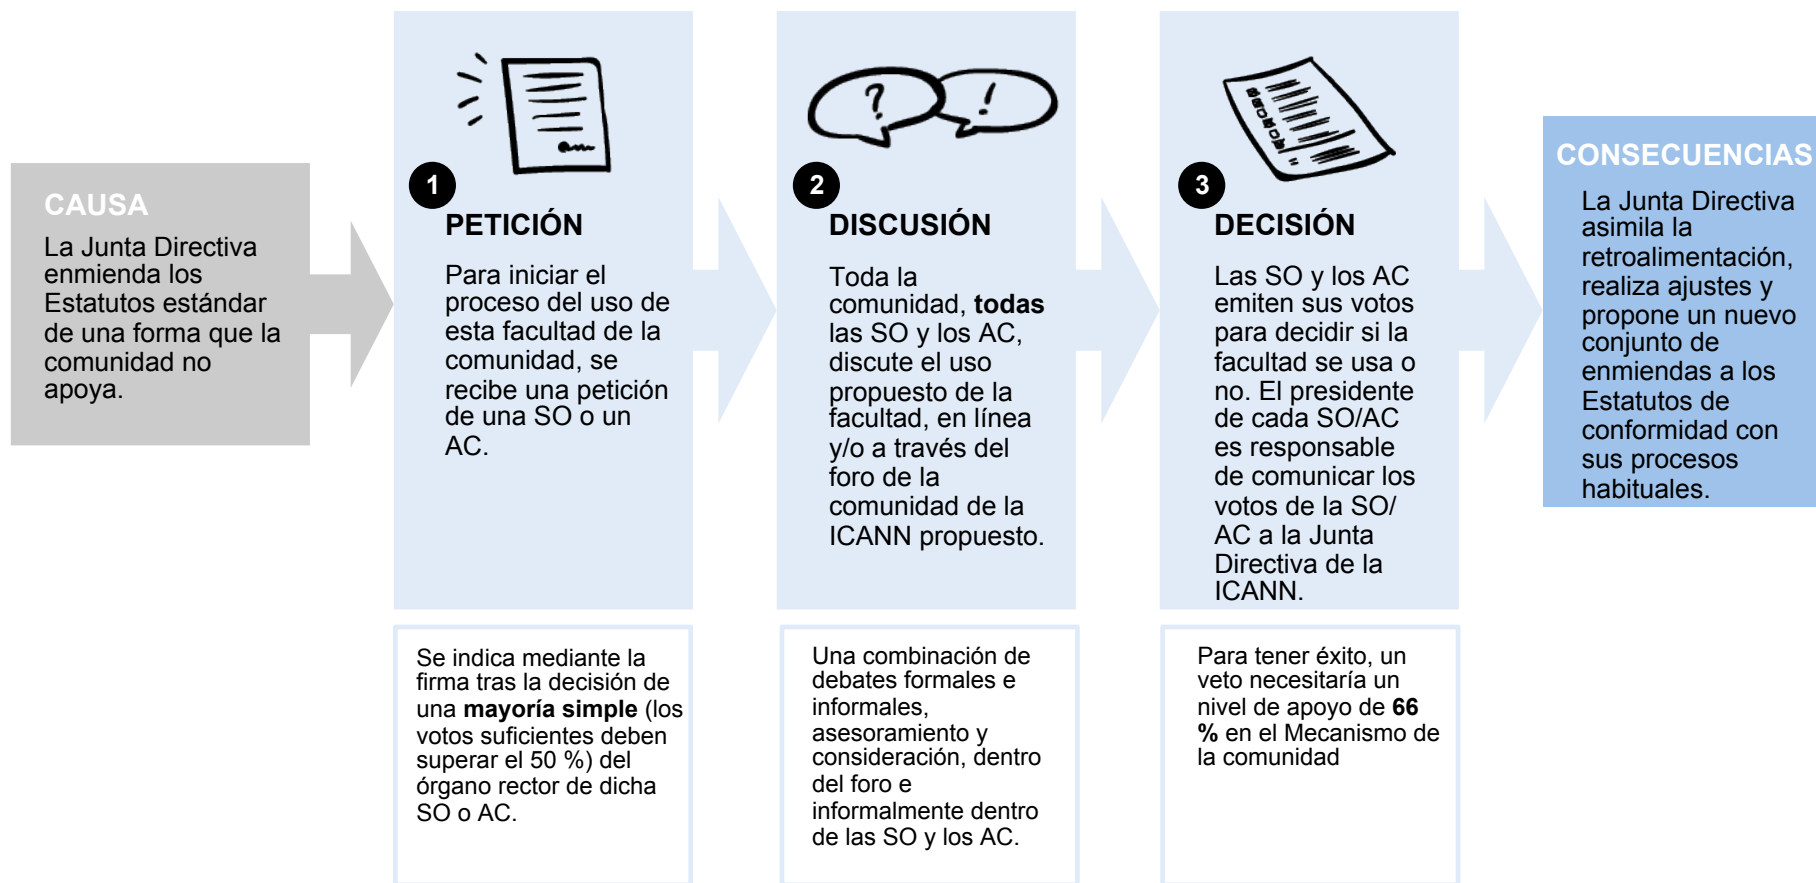 CAUSA
La Junta Directiva
enmienda los
Estatutos estándar
de una forma que la
comunidad no
apoya.
1
PETICIÓN
Para iniciar el
proceso del uso de
esta facultad de la
comunidad, se
recibe una petición
de una SO o un
AC.
Se indica mediante la
firma tras la decisión de
una mayoría simple (los
votos suficientes deben
superar el 50 %) del
órgano rector de dicha
SO o AC.
2
DISCUSIÓN
Toda la
comunidad, todas
las SO y los AC,
discute el uso
propuesto de la
facultad, en línea
y/o a través del
foro de la
comunidad de la
ICANN propuesto.
Una combinación de
debates formales e
informales,
asesoramiento y
consideración, dentro
del foro e
informalmente dentro
de las SO y los AC.
3
DECISIÓN
Las SO y los AC
emiten sus votos
para decidir si la
facultad se usa o
no. El presidente
de cada SO/AC
es responsable
de comunicar los
votos de la SO/
AC a la Junta
Directiva de la
ICANN.
Para tener éxito, un
veto necesitaría un
nivel de apoyo de 66
% en el Mecanismo de
la comunidad
CONSECUENCIAS
La Junta Directiva
asimila la
retroalimentación,
realiza ajustes y
propone un nuevo
conjunto de
enmiendas a los
Estatutos de
conformidad con
sus procesos
habituales.